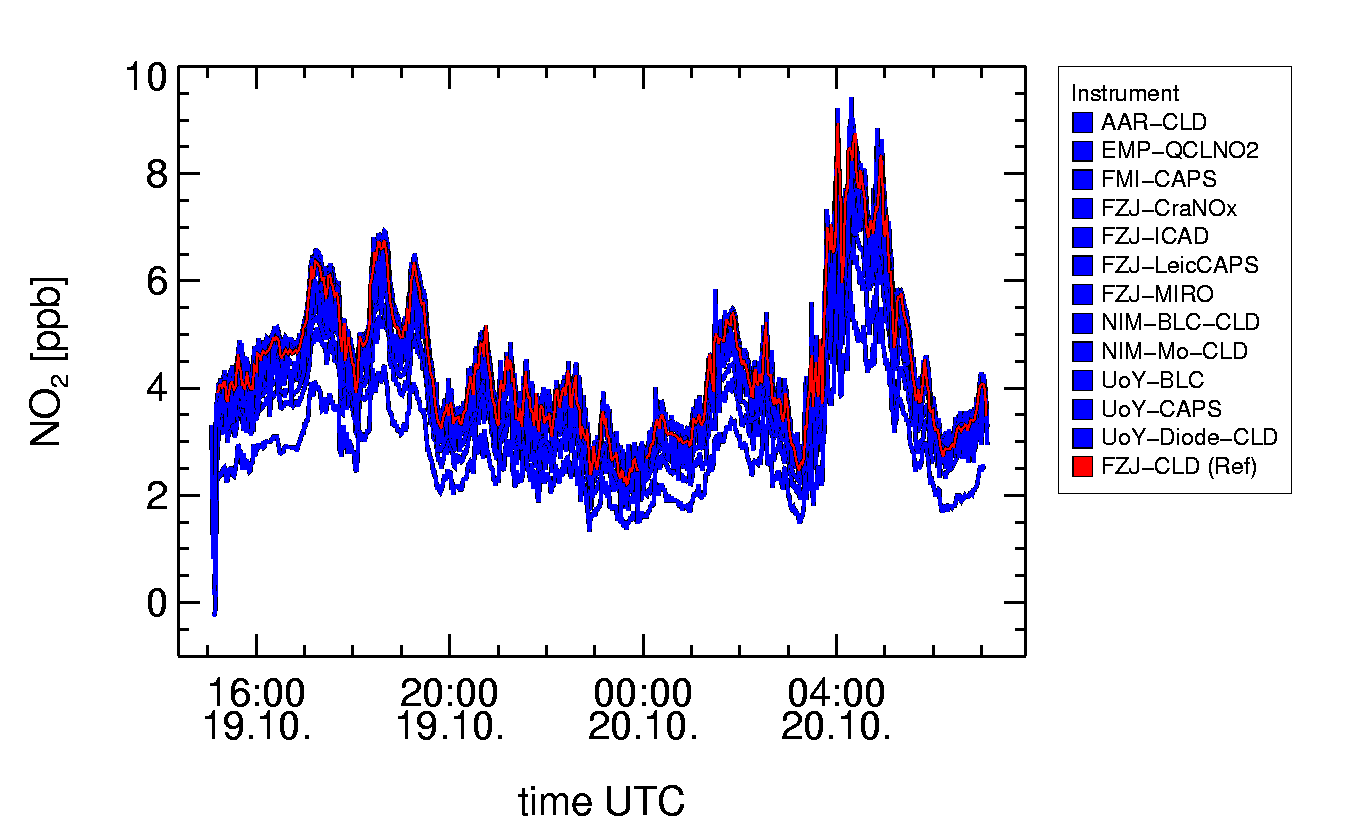 10
8
6
4
2
0
NO₂ [ppb]
16:00 20:00 00:00 04:00
19.10. 19.10. 20.10. 20.10.
time UTC
Instrument
AAR−CLD
EMP−QCLNO2
FMI−CAPS
FZJ−CraNOx
FZJ−ICAD
FZJ−LeicCAPS
FZJ−MIRO
NIM−BLC−CLD
NIM−Mo−CLD
UoY−BLC
UoY−CAPS
UoY−Diode−CLD
FZJ−CLD (Ref)